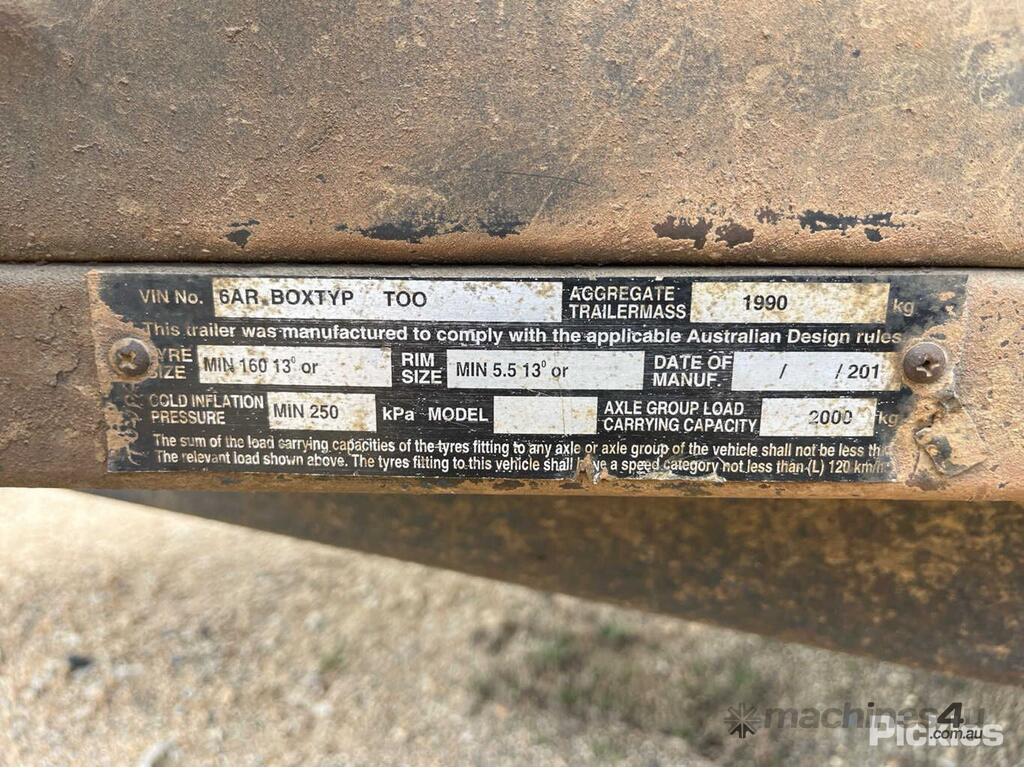 VIN No. 6AR BOXTYP TOO AGGREGATE TRAILERMASS 1990 kg
This trailer was manufactured to comply with the applicable Australian Design rules
TYRE SIZE MIN 160 13⁰ or RIM SIZE MIN 5.5 13⁰ or DATE OF MANUF. / /201
COLD INFLATION PRESSURE MIN 250 kPa MODEL AXLE GROUP LOAD CARRYING CAPACITY 2000 kg
The sum of the load carrying capacities of the tyres fitting to any axle or axle group of the vehicle shall not be less
The relevant load shown above. The tyres fitting to this vehicle shall have a speed category not less than (L) 120 km/h
machines4u
.com.au
Pickles